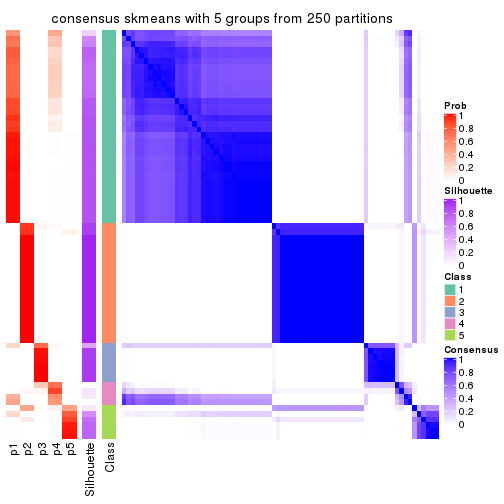 consensus skmeans with 5 groups from 250 partitions
Prob
1
0.8
0.6
0.4
0.2
0
Silhouette
1
0.8
0.6
0.4
0.2
0
Class
1
2
3
4
5
Consensus
1
0.8
0.6
0.4
0.2
0
p1
p2
p3
p4
p5
Silhouette
Class